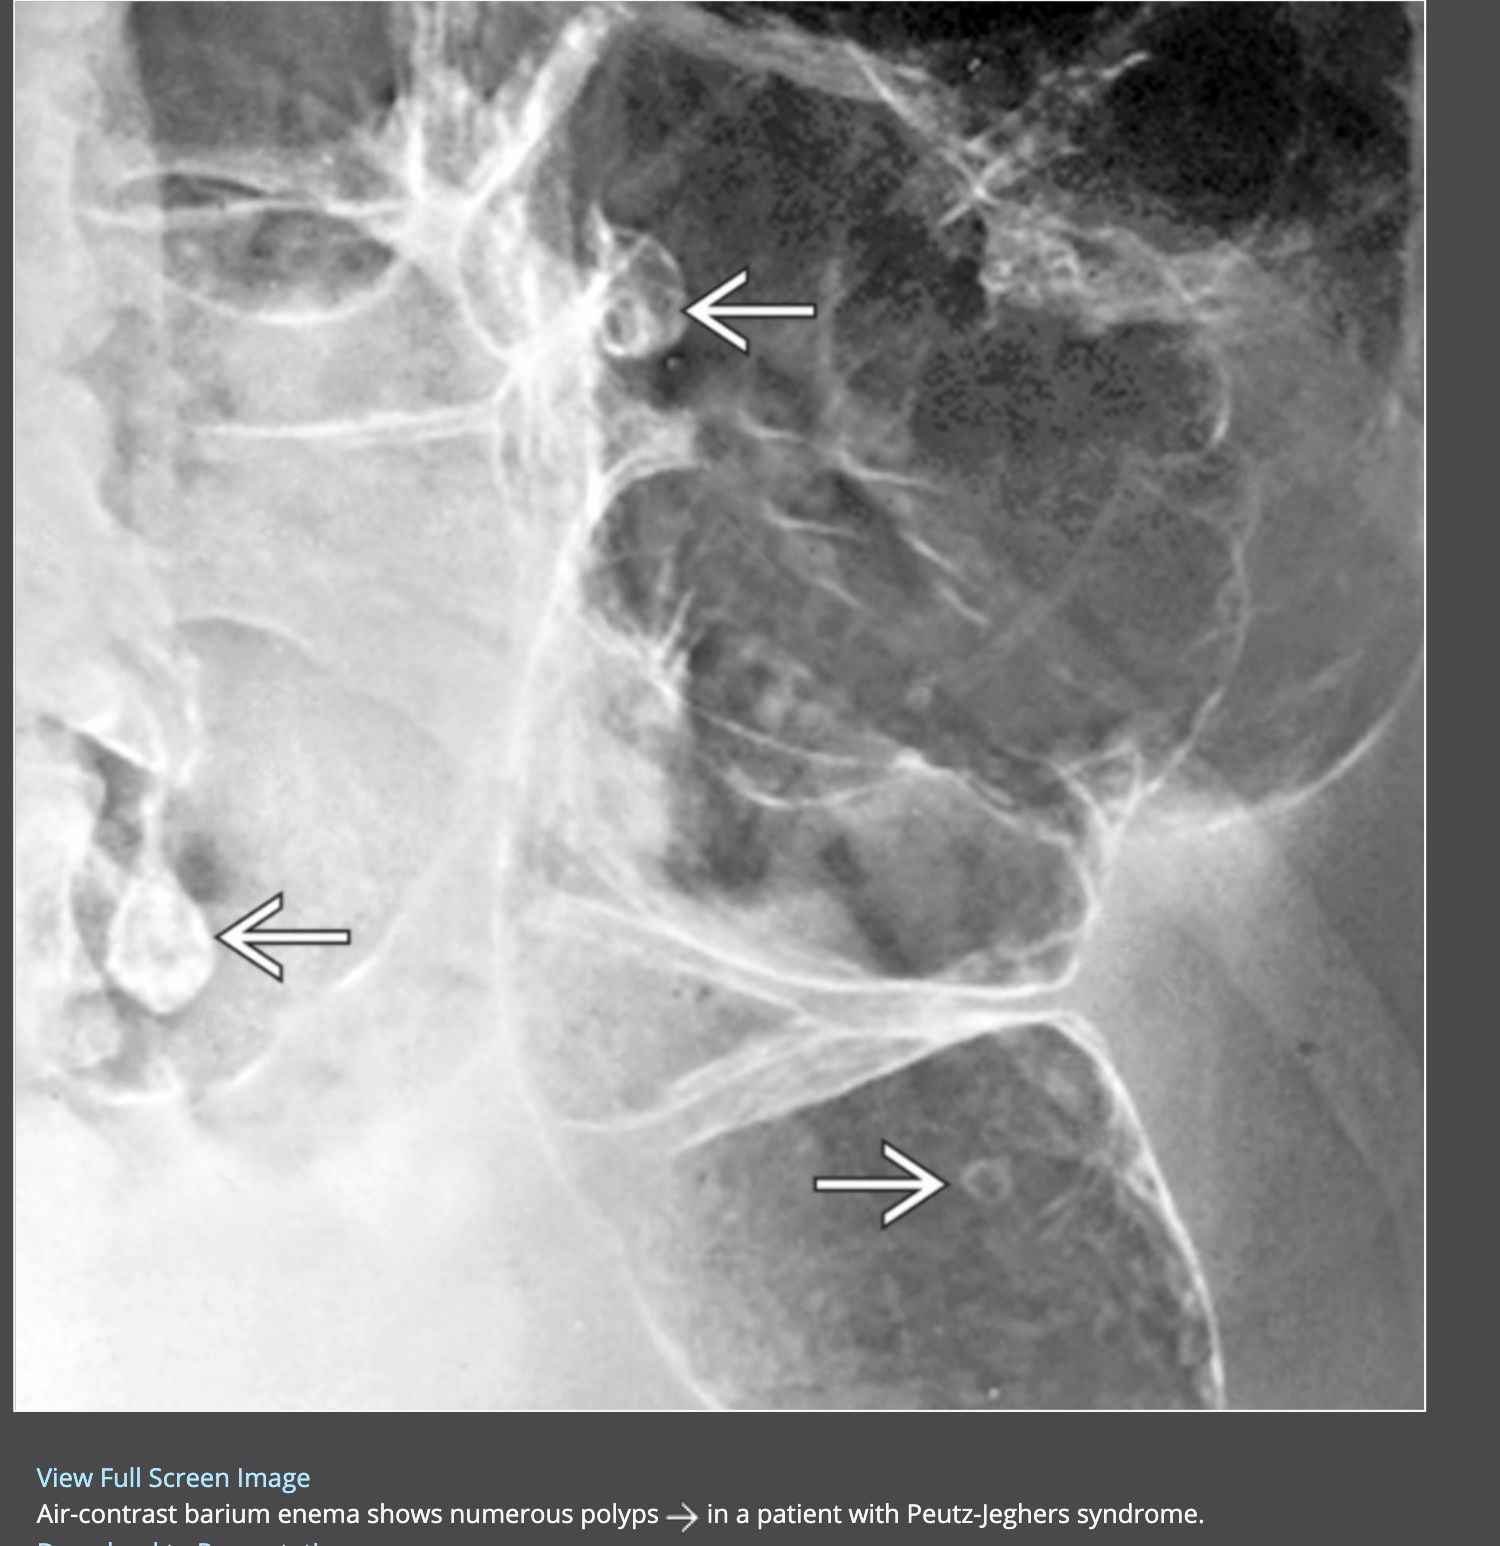 View Full Screen Image
Air-contrast barium enema shows numerous polyps → in a patient with Peutz-Jeghers syndrome.